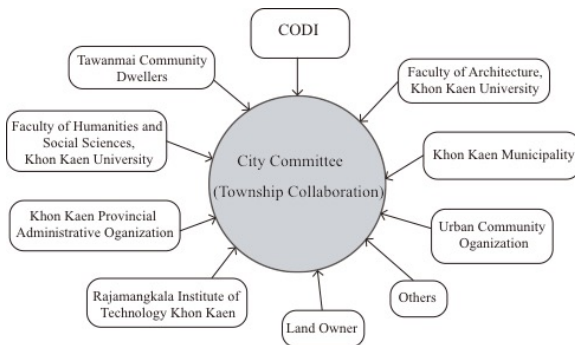 CODI
Tawanmai Community
Dwellers
Faculty of Architecture,
Khon Kaen University
Faculty of Humanities and
Social Sciences,
Khon Kaen University
City Committee
(Township Collaboration)
Khon Kaen Municipality
Khon Kaen Provincial
Administrative Oganization
Urban Community
Oganization
Rajamangkala Institute of
Technology Khon Kaen
Land Owner
Others